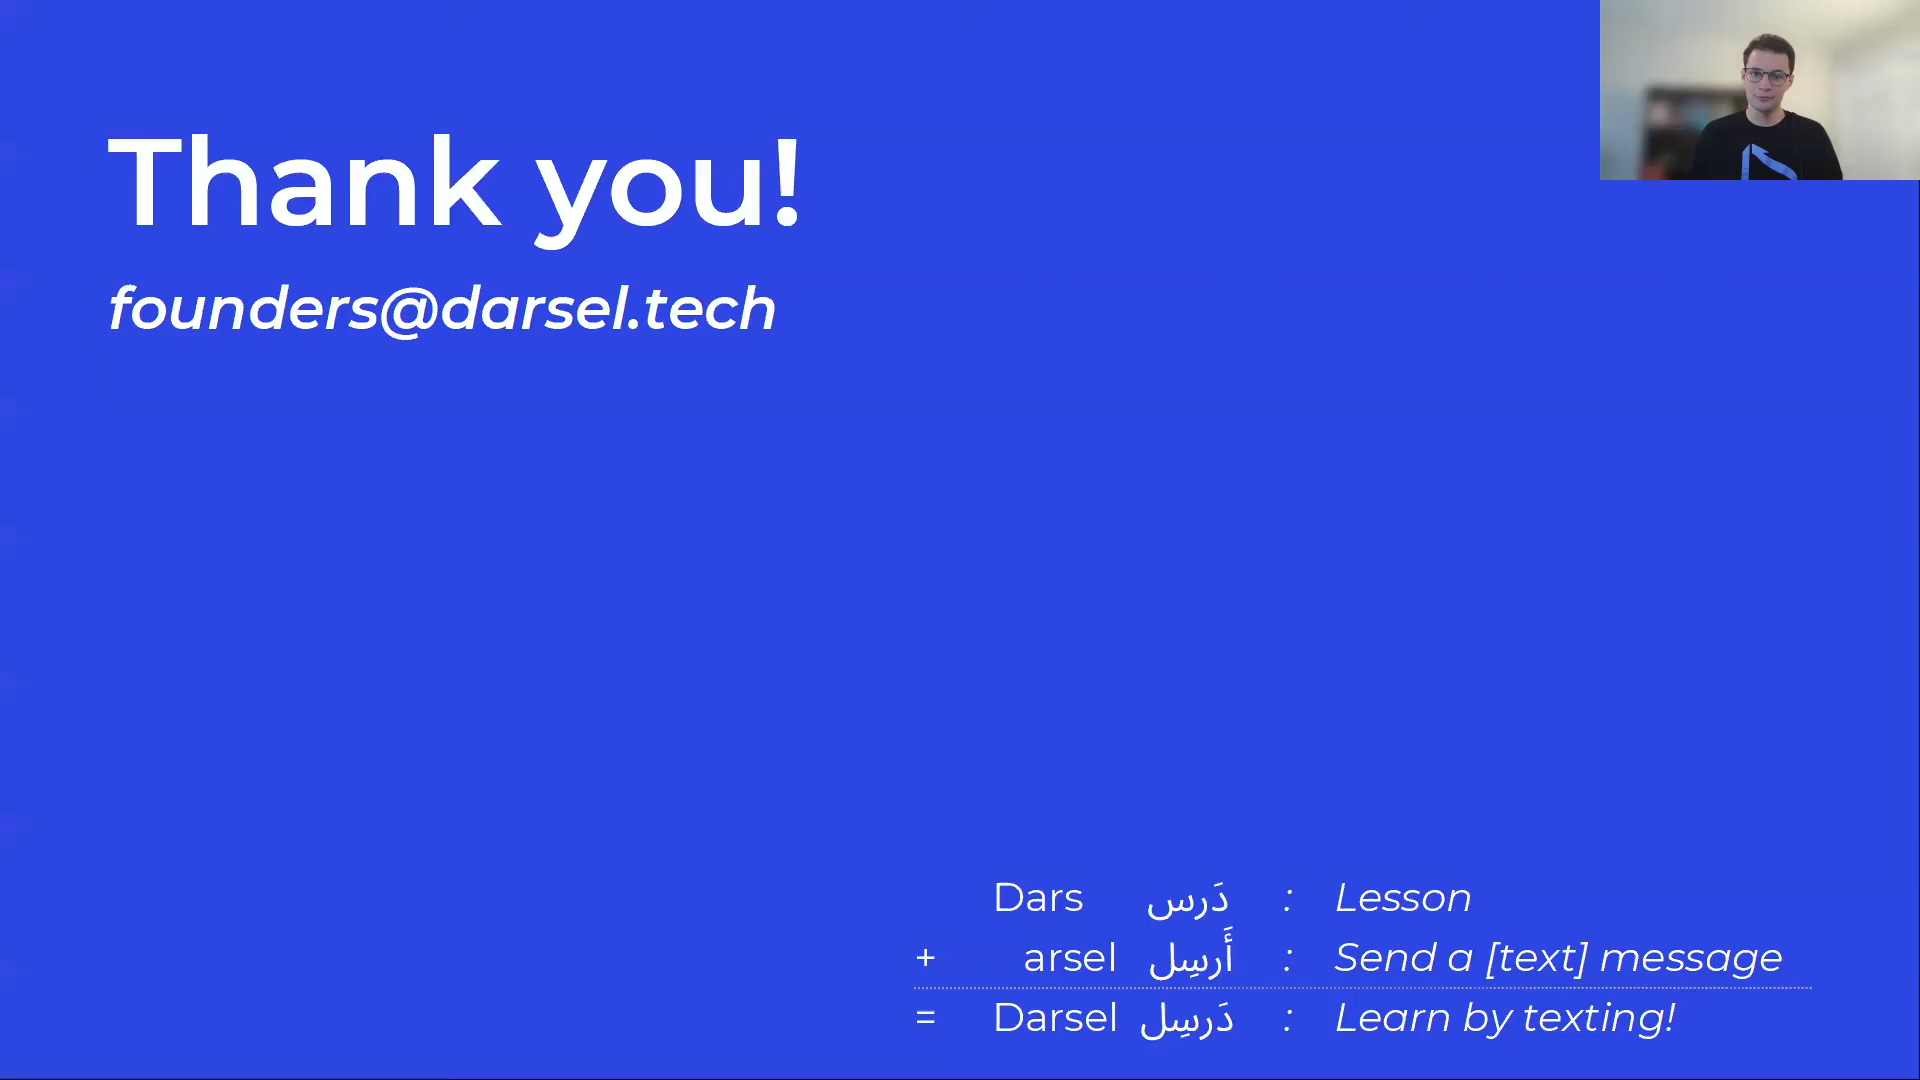 Thank you!
founders@darsel.tech
Dars دَرس : Lesson
+ arsel أَرسِل : Send a [text] message
= Darsel دَرسِل : Learn by texting!